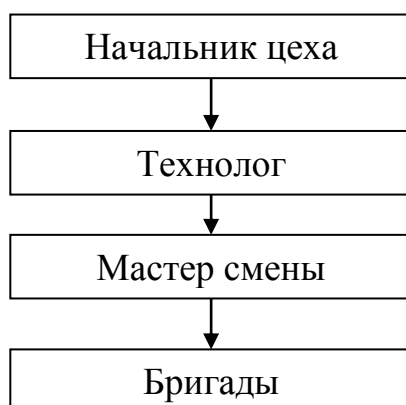 Начальник цеха
Технолог
Мастер смены
Бригады